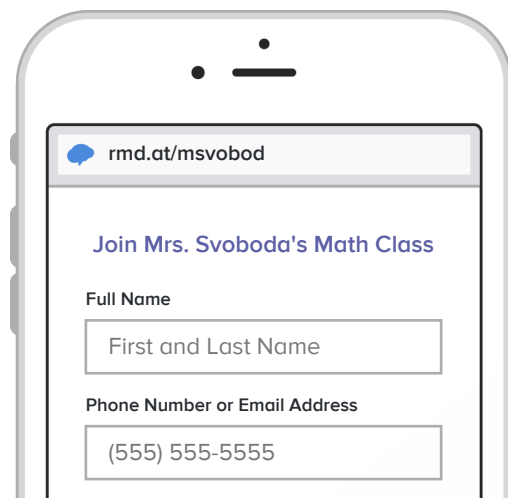 rmd.at/msvobod
Join Mrs. Svoboda's Math Class
Full Name
First and Last Name
Phone Number or Email Address
(555) 555-5555